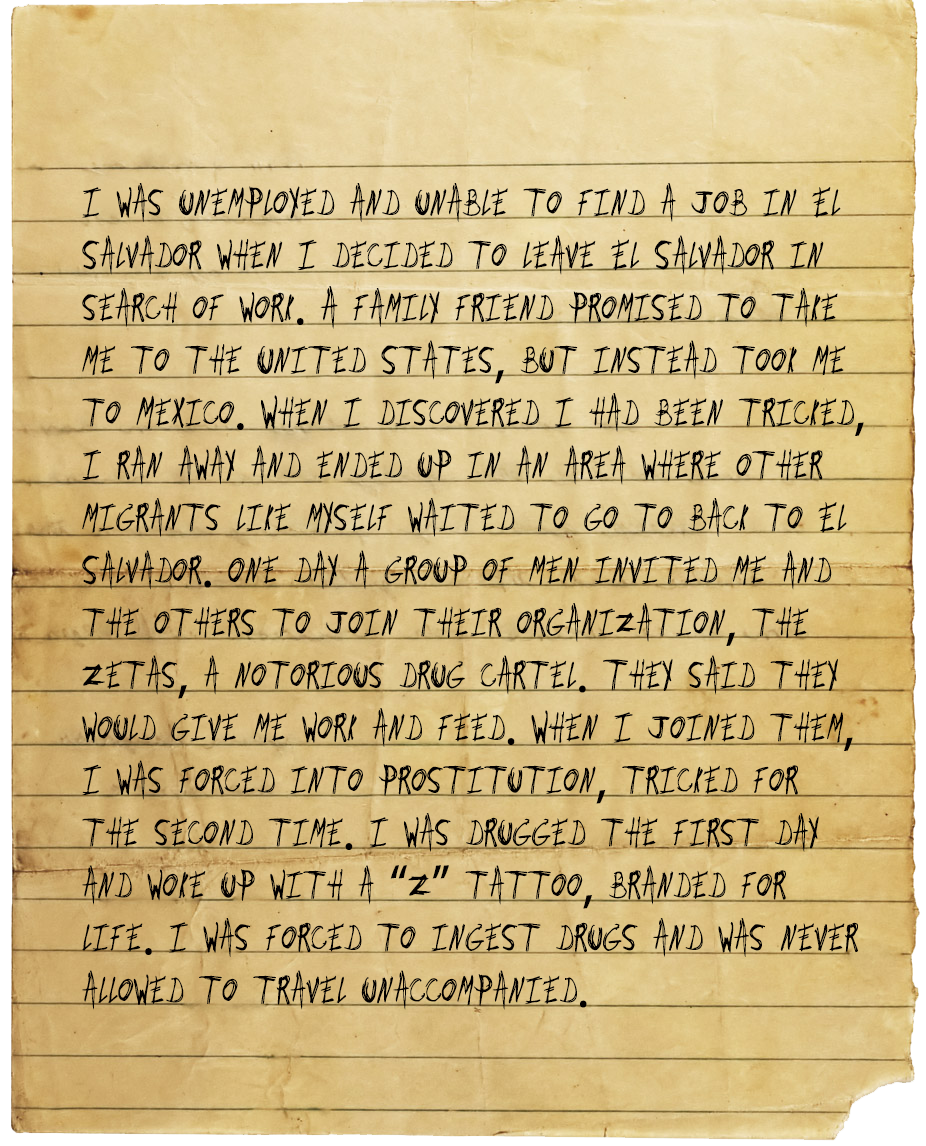 I WAS UNEMPLOYED AND UNABLE TO FIND A JOB IN EL
SALVADOR WHEN I DECIDED TO LEAVE EL SALVADOR IN
SEARCH OF WORK. A FAMILY FRIEND PROMISED TO TAKE
ME TO THE UNITED STATES, BUT INSTEAD TOOK ME
TO MEXICO. WHEN I DISCOVERED I HAD BEEN TRICKED,
I RAN AWAY AND ENDED UP IN AN AREA WHERE OTHER
MIGRANTS LIKE MYSELF WAITED TO GO TO BACK TO EL
SALVADOR. ONE DAY A GROUP OF MEN INVITED ME AND
THE OTHERS TO JOIN THEIR ORGANIZATION, THE
ZETAS, A NOTORIOUS DRUG CARTEL. THEY SAID THEY
WOULD GIVE ME WORK AND FEED. WHEN I JOINED THEM,
I WAS FORCED INTO PROSTITUTION, TRICKED FOR
THE SECOND TIME. I WAS DRUGGED THE FIRST DAY
AND WOKE UP WITH A "Z" TATTOO, BRANDED FOR
LIFE. I WAS FORCED TO INGEST DRUGS AND WAS NEVER
ALLOWED TO TRAVEL UNACCOMPANIED.